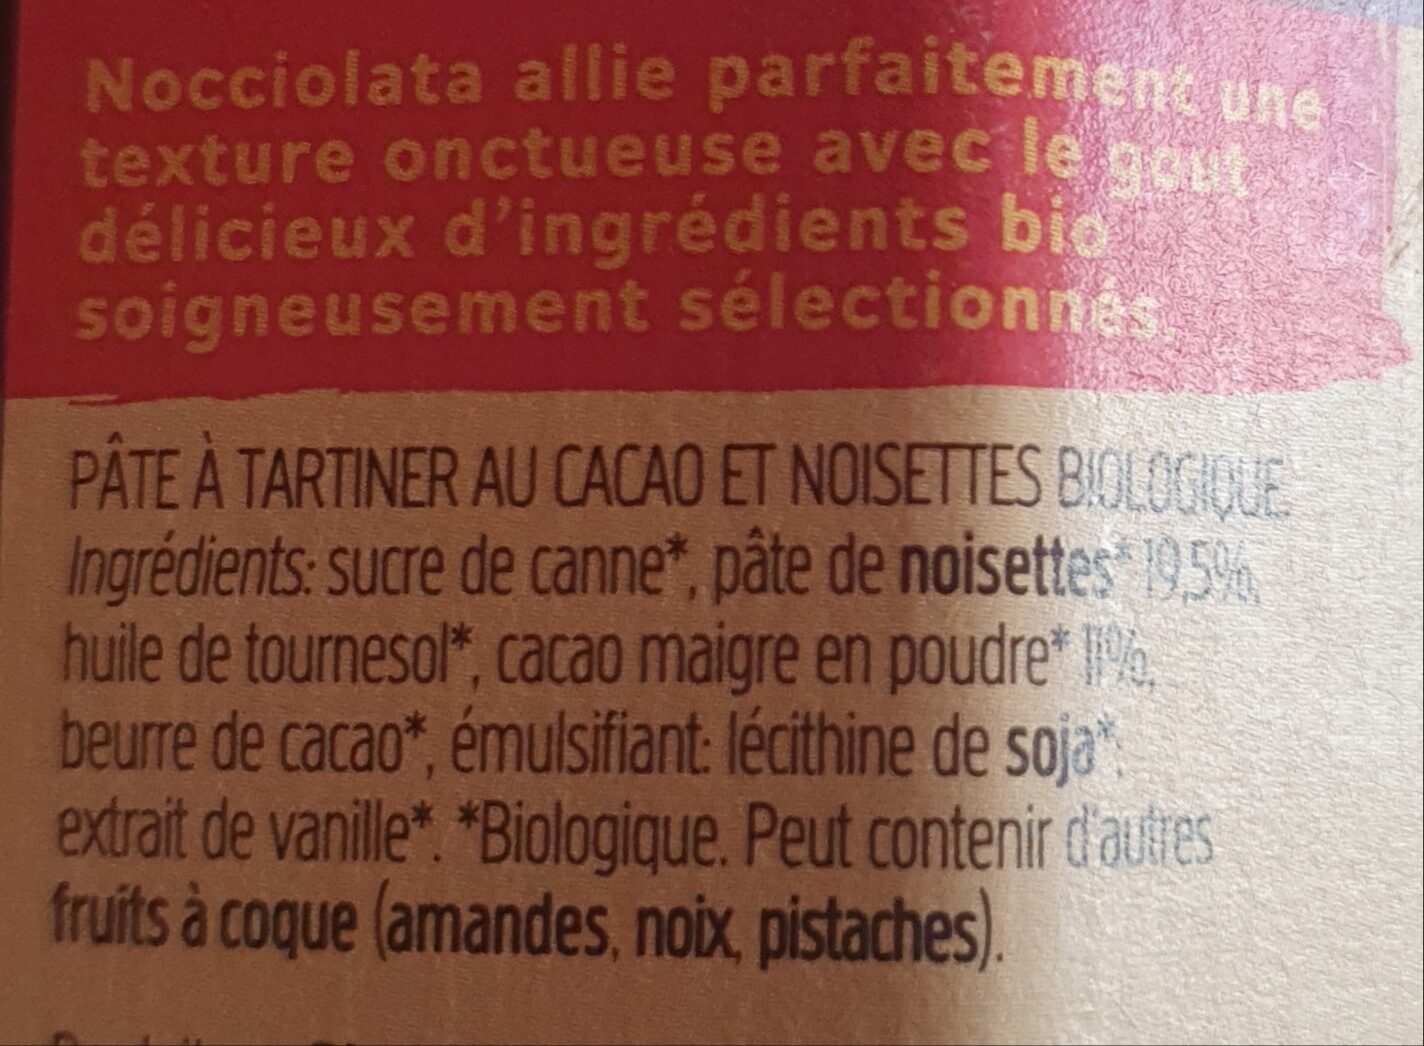 Nocciolata allie parfaitement une
texture onctueuse avec le gout
délicieux d'ingrédients bio
soigneusement sélectionnés.
PÂTE À TARTINER AU CACAO ET NOISETTES BIOLOGIQUE.
Ingrédients: sucre de canne*, pâte de noisettes* 19,5%,
huile de tournesol*, cacao maigre en poudre* 11%,
beurre de cacao*, émulsifiant: lécithine de soja*;
extrait de vanille*. *Biologique. Peut contenir d'autres
fruits à coque (amandes, noix, pistaches).